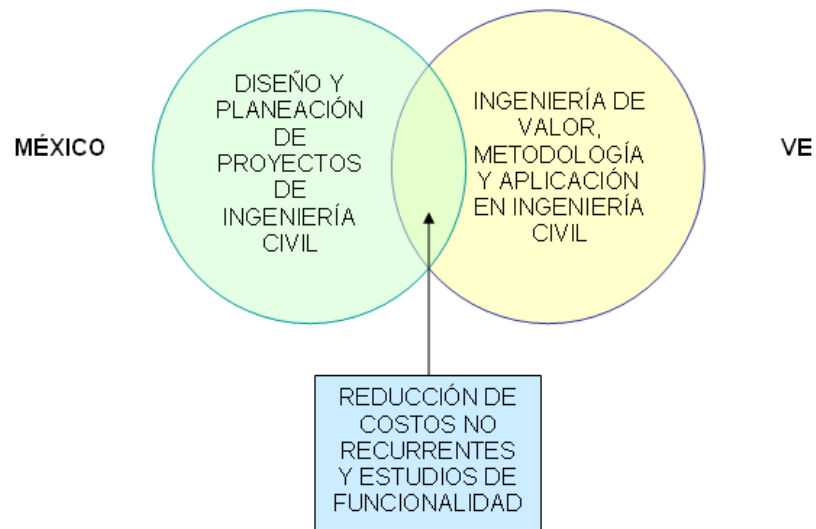 DISEÑO Y
PLANEACIÓN
DE
PROYECTOS
DE
INGENIERÍA
CIVIL
INGENIERÍA DE
VALOR,
METODOLOGÍA
Y APLICACIÓN
EN INGENIERÍA
CIVIL
MÉXICO
VE
REDUCCIÓN DE
COSTOS NO
RECURRENTES
Y ESTUDIOS DE
FUNCIONALIDAD